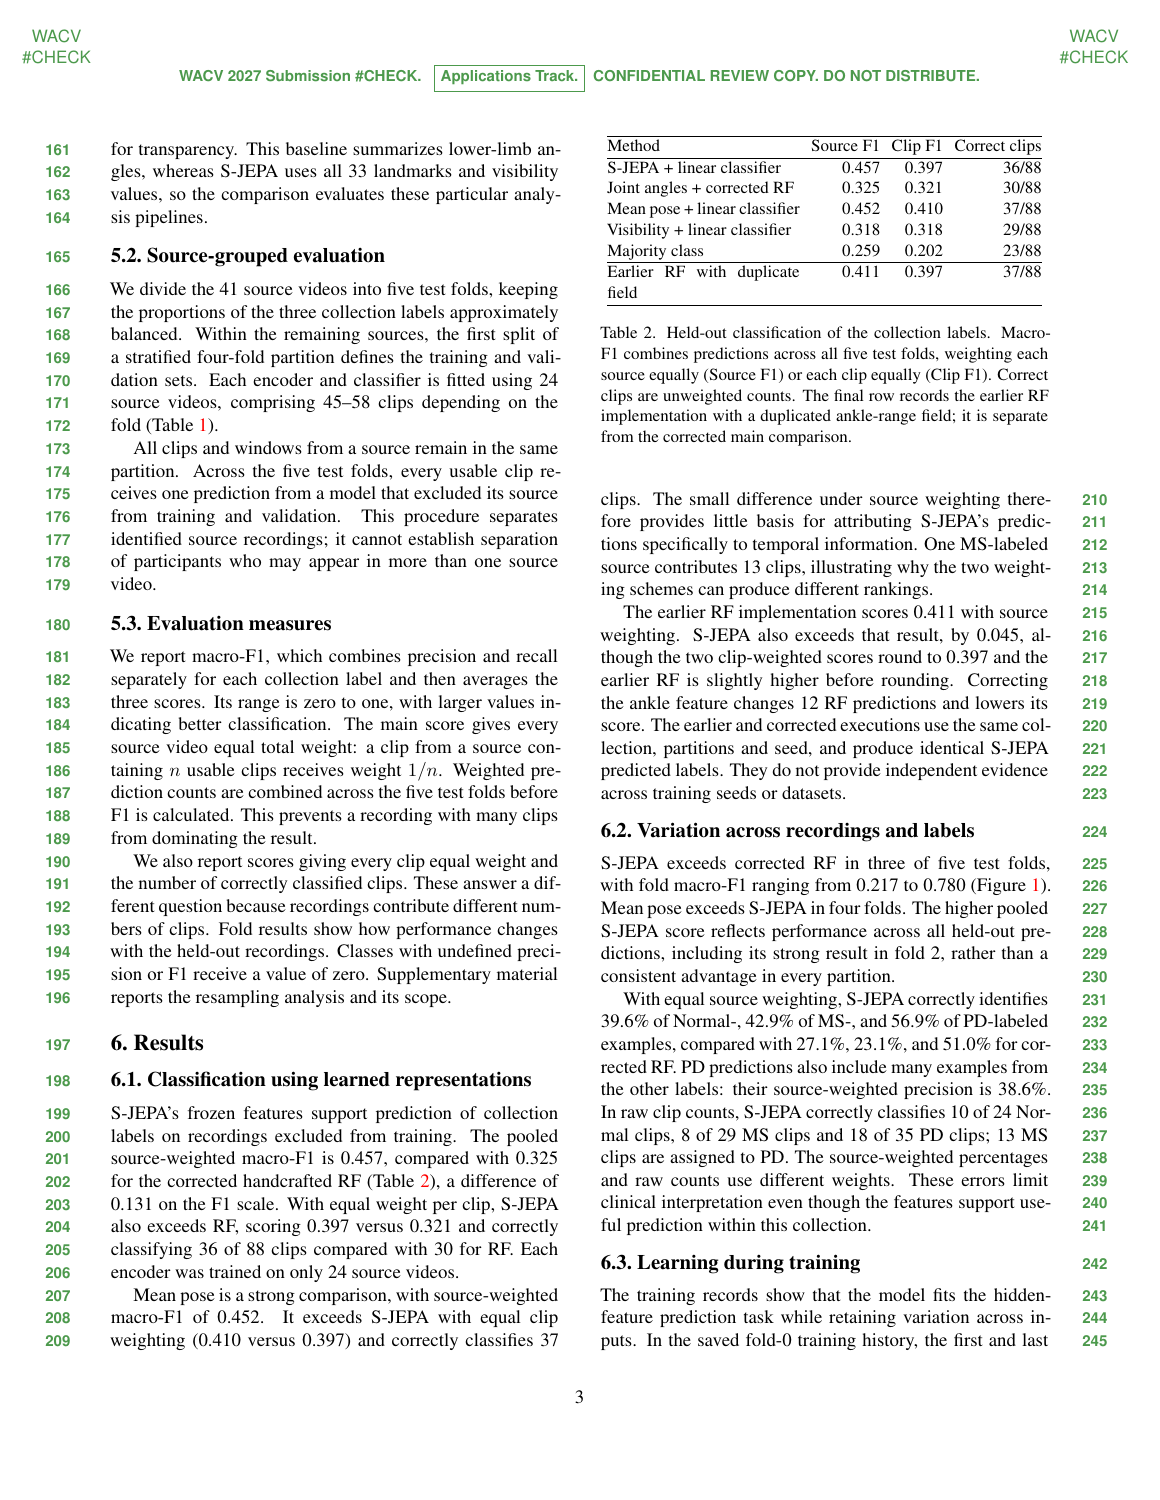 WACV
#CHECK
WACV
#CHECK
WACV 2027 Submission #CHECK. Applications Track. CONFIDENTIAL REVIEW COPY. DO NOT DISTRIBUTE.
161 for transparency. This baseline summarizes lower-limb an-
162 gles, whereas S-JEPA uses all 33 landmarks and visibility
163 values, so the comparison evaluates these particular analy-
164 sis pipelines.
165 5.2. Source-grouped evaluation
166 We divide the 41 source videos into five test folds, keeping
167 the proportions of the three collection labels approximately
168 balanced. Within the remaining sources, the first split of
169 a stratified four-fold partition defines the training and vali-
170 dation sets. Each encoder and classifier is fitted using 24
171 source videos, comprising 45–58 clips depending on the
172 fold (Table 1).
173 All clips and windows from a source remain in the same
174 partition. Across the five test folds, every usable clip re-
175 ceives one prediction from a model that excluded its source
176 from training and validation. This procedure separates
177 identified source recordings; it cannot establish separation
178 of participants who may appear in more than one source
179 video.
180 5.3. Evaluation measures
181 We report macro-F1, which combines precision and recall
182 separately for each collection label and then averages the
183 three scores. Its range is zero to one, with larger values in-
184 dicating better classification. The main score gives every
185 source video equal total weight: a clip from a source con-
186 taining n usable clips receives weight 1/n. Weighted pre-
187 diction counts are combined across the five test folds before
188 F1 is calculated. This prevents a recording with many clips
189 from dominating the result.
190 We also report scores giving every clip equal weight and
191 the number of correctly classified clips. These answer a dif-
192 ferent question because recordings contribute different num-
193 bers of clips. Fold results show how performance changes
194 with the held-out recordings. Classes with undefined preci-
195 sion or F1 receive a value of zero. Supplementary material
196 reports the resampling analysis and its scope.
197 6. Results
198 6.1. Classification using learned representations
199 S-JEPA's frozen features support prediction of collection
200 labels on recordings excluded from training. The pooled
201 source-weighted macro-F1 is 0.457, compared with 0.325
202 for the corrected handcrafted RF (Table 2), a difference of
203 0.131 on the F1 scale. With equal weight per clip, S-JEPA
204 also exceeds RF, scoring 0.397 versus 0.321 and correctly
205 classifying 36 of 88 clips compared with 30 for RF. Each
206 encoder was trained on only 24 source videos.
207 Mean pose is a strong comparison, with source-weighted
208 macro-F1 of 0.452. It exceeds S-JEPA with equal clip
209 weighting (0.410 versus 0.397) and correctly classifies 37
Method Source F1 Clip F1 Correct clips
S-JEPA + linear classifier 0.457 0.397 36/88
Joint angles + corrected RF 0.325 0.321 30/88
Mean pose + linear classifier 0.452 0.410 37/88
Visibility + linear classifier 0.318 0.318 29/88
Majority class 0.259 0.202 23/88
Earlier RF with duplicate 0.411 0.397 37/88
field
Table 2. Held-out classification of the collection labels. Macro-
F1 combines predictions across all five test folds, weighting each
source equally (Source F1) or each clip equally (Clip F1). Correct
clips are unweighted counts. The final row records the earlier RF
implementation with a duplicated ankle-range field; it is separate
from the corrected main comparison.
clips. The small difference under source weighting there- 210
fore provides little basis for attributing S-JEPA's predic- 211
tions specifically to temporal information. One MS-labeled 212
source contributes 13 clips, illustrating why the two weight- 213
ing schemes can produce different rankings. 214
The earlier RF implementation scores 0.411 with source 215
weighting. S-JEPA also exceeds that result, by 0.045, al- 216
though the two clip-weighted scores round to 0.397 and the 217
earlier RF is slightly higher before rounding. Correcting 218
the ankle feature changes 12 RF predictions and lowers its 219
score. The earlier and corrected executions use the same col- 220
lection, partitions and seed, and produce identical S-JEPA 221
predicted labels. They do not provide independent evidence 222
across training seeds or datasets. 223
6.2. Variation across recordings and labels 224
S-JEPA exceeds corrected RF in three of five test folds, 225
with fold macro-F1 ranging from 0.217 to 0.780 (Figure 1). 226
Mean pose exceeds S-JEPA in four folds. The higher pooled 227
S-JEPA score reflects performance across all held-out pre- 228
dictions, including its strong result in fold 2, rather than a 229
consistent advantage in every partition. 230
With equal source weighting, S-JEPA correctly identifies 231
39.6% of Normal-, 42.9% of MS-, and 56.9% of PD-labeled 232
examples, compared with 27.1%, 23.1%, and 51.0% for cor- 233
rected RF. PD predictions also include many examples from 234
the other labels: their source-weighted precision is 38.6%. 235
In raw clip counts, S-JEPA correctly classifies 10 of 24 Nor- 236
mal clips, 8 of 29 MS clips and 18 of 35 PD clips; 13 MS 237
clips are assigned to PD. The source-weighted percentages 238
and raw counts use different weights. These errors limit 239
clinical interpretation even though the features support use- 240
ful prediction within this collection. 241
6.3. Learning during training 242
The training records show that the model fits the hidden- 243
feature prediction task while retaining variation across in- 244
puts. In the saved fold-0 training history, the first and last 245
3